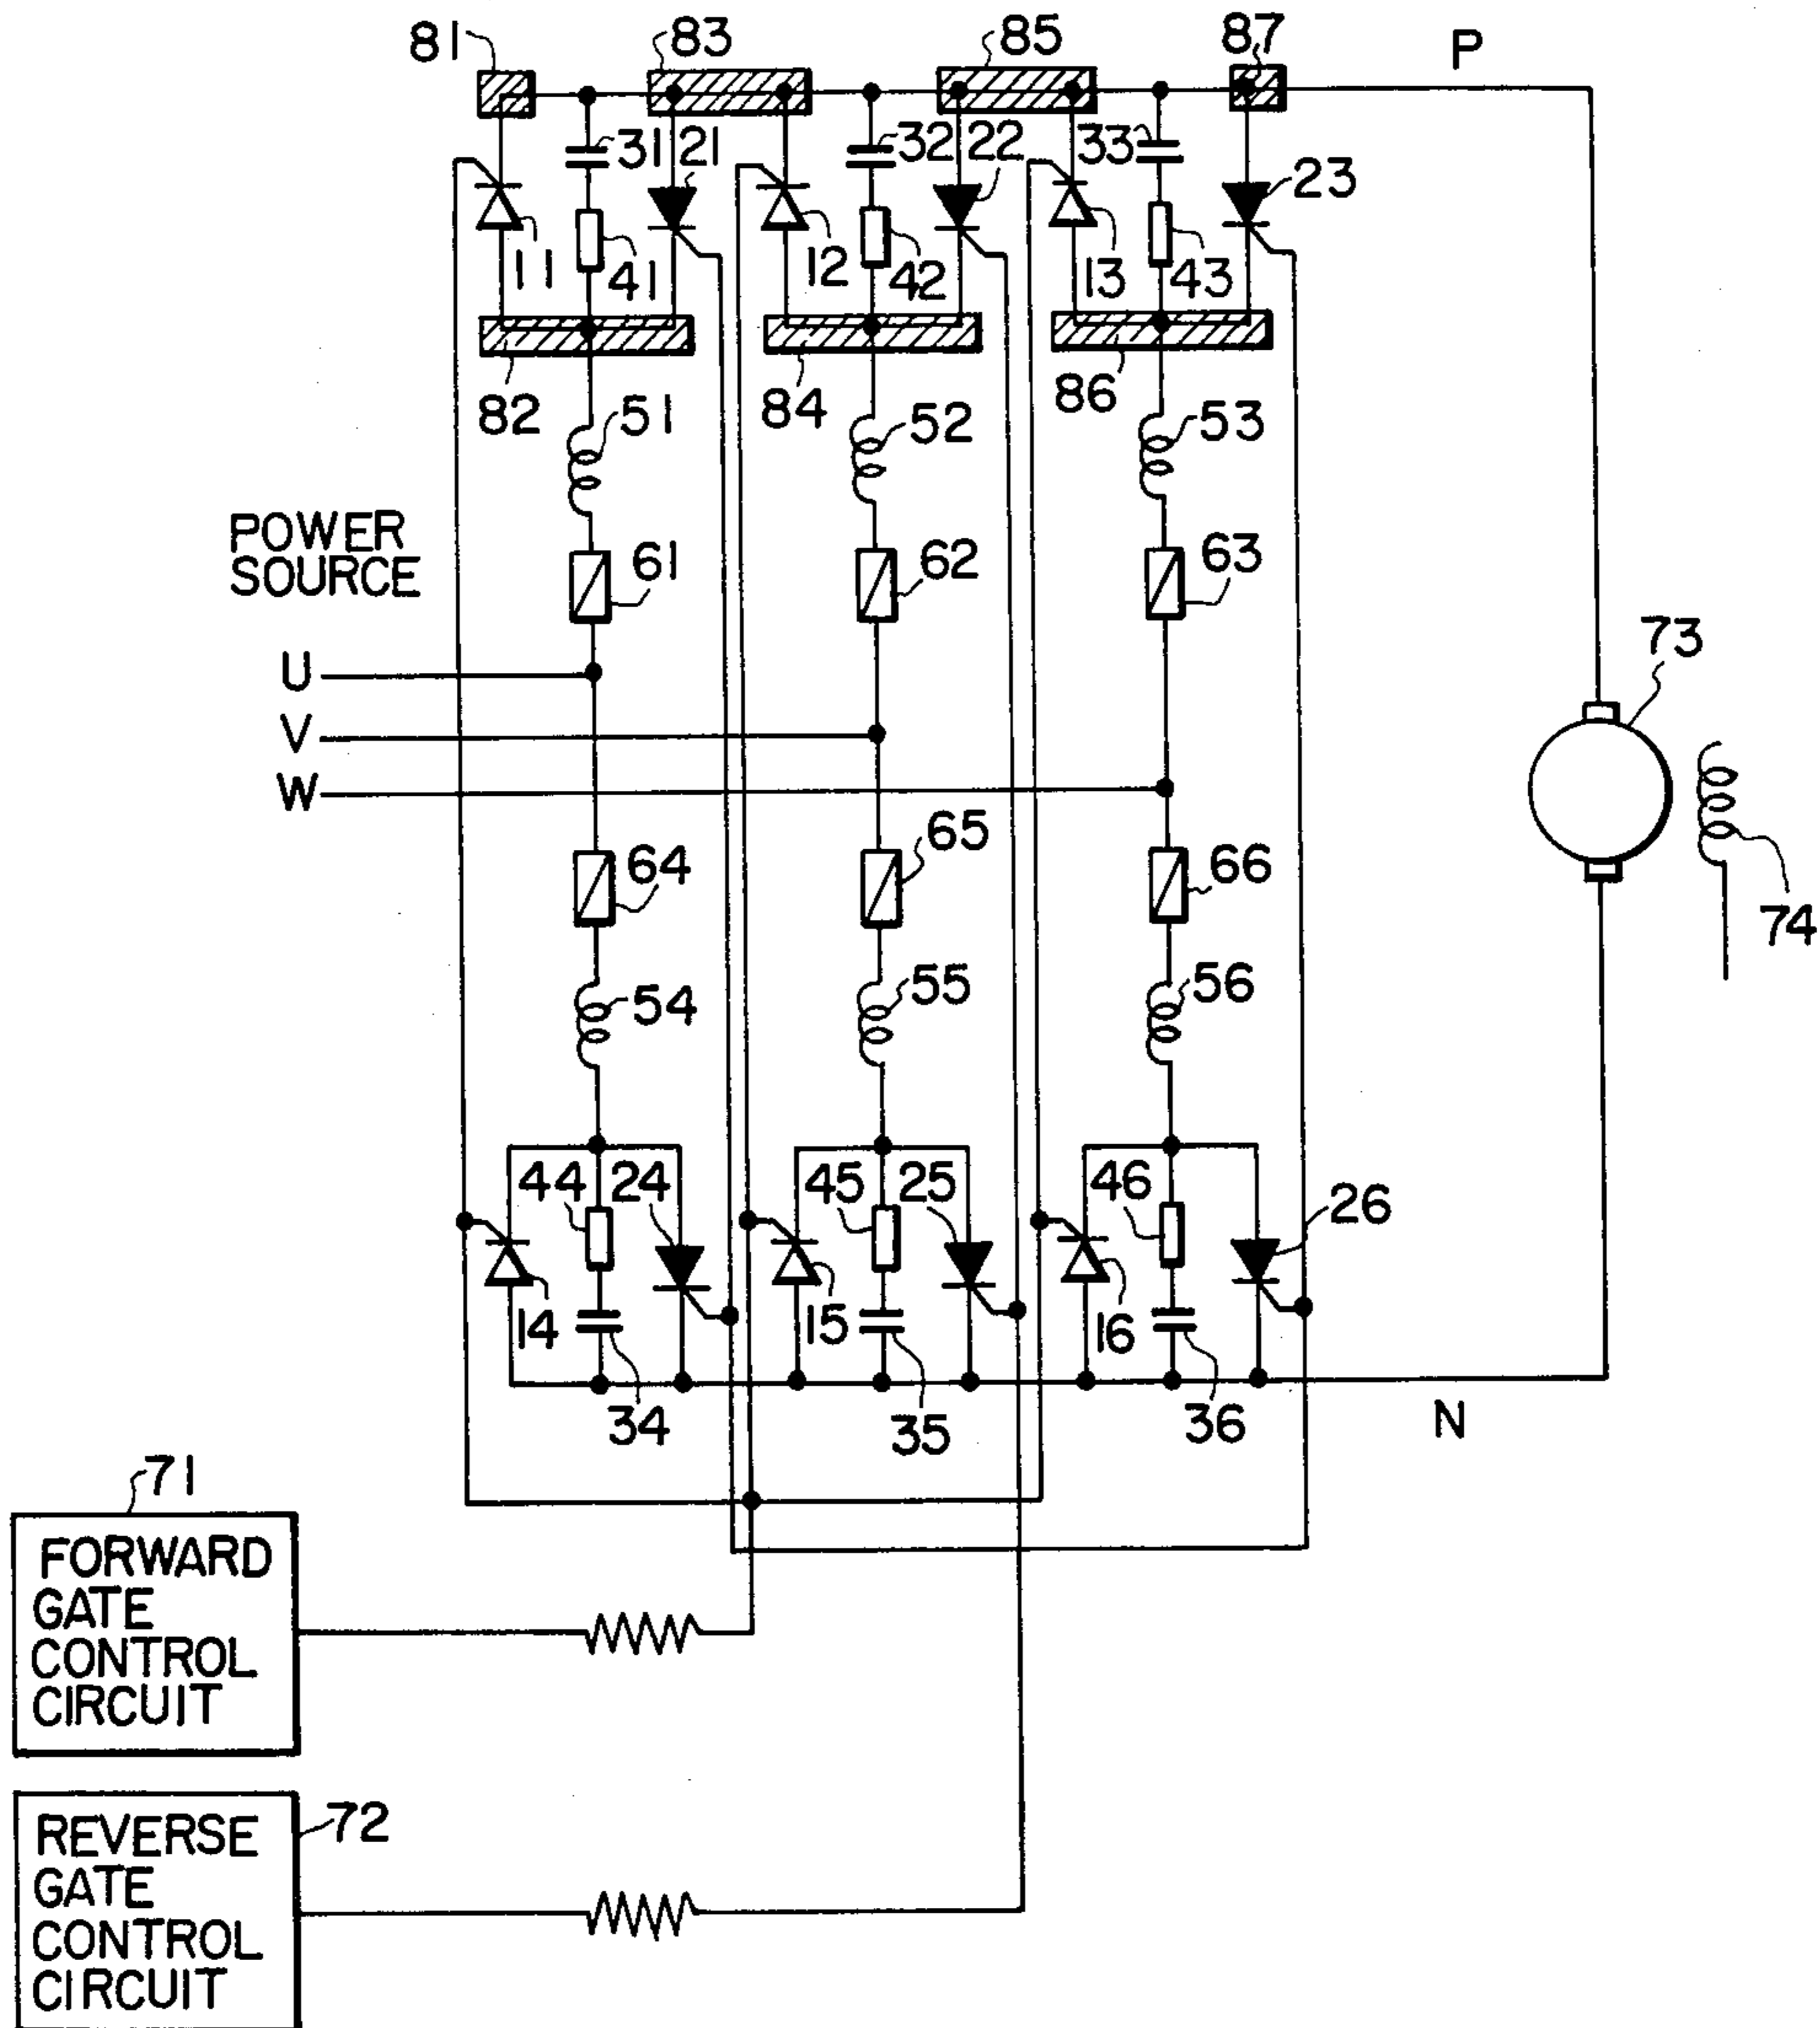 81 83 85 87 P
31 21 32 22 33 23
11 41 12 42 13 43
82 84 86
51 52 53
POWER
SOURCE
61 62 63
U
V
W
73
64 65 66
74
54 55 56
44 24 45 25 46 26
14 15 16
34 35 36 N
71
FORWARD
GATE
CONTROL
CIRCUIT
72
REVERSE
GATE
CONTROL
CIRCUIT